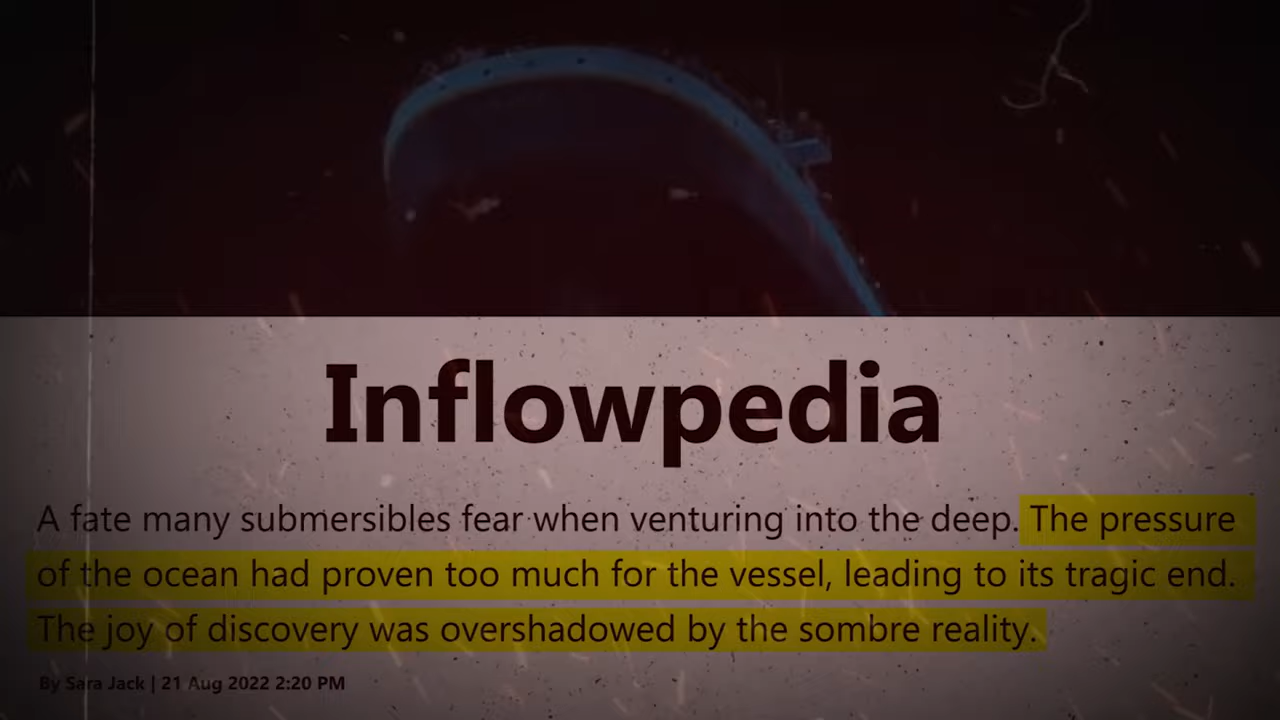 Inflowpedia
A fate many submersibles fear when venturing into the deep. The pressure
of the ocean had proven too much for the vessel, leading to its tragic end.
The joy of discovery was overshadowed by the sombre reality.
By Sara Jack | 21 Aug 2022 2:20 PM